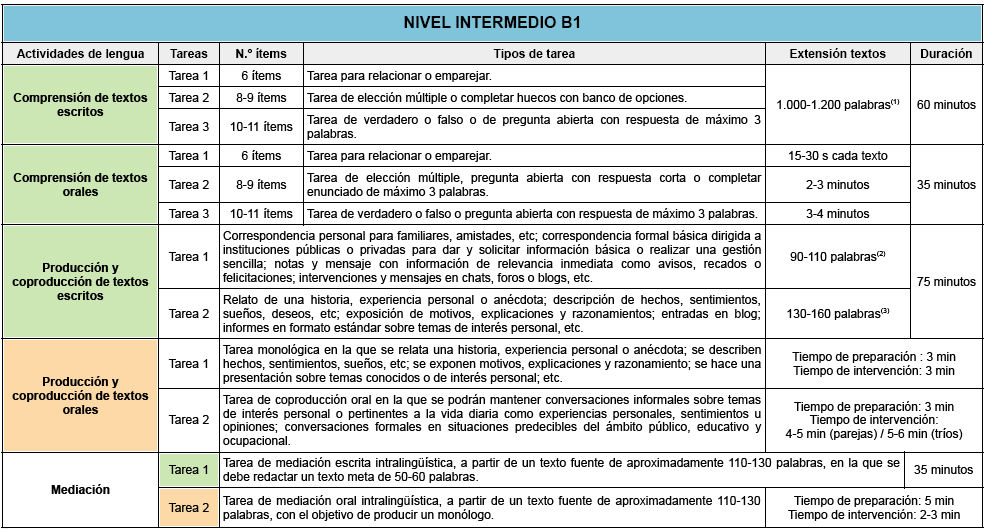 NIVEL INTERMEDIO B1
Actividades de lengua
Tareas
N.º ítems
Tipos de tarea
Extensión textos
Duración
Comprensión de textos
escritos
Tarea 1
6 ítems
Tarea para relacionar o emparejar.
Tarea 2
8-9 ítems
Tarea de elección múltiple o completar huecos con banco de opciones.
Tarea 3
10-11 ítems
Tarea de verdadero o falso o de pregunta abierta con respuesta de máximo 3
palabras.
1.000-1.200 palabras⁽¹⁾
60 minutos
Comprensión de textos
orales
Tarea 1
6 ítems
Tarea para relacionar o emparejar.
15-30 s cada texto
Tarea 2
8-9 ítems
Tarea de elección múltiple, pregunta abierta con respuesta corta o completar
enunciado de máximo 3 palabras.
2-3 minutos
Tarea 3
10-11 ítems
Tarea de verdadero o falso o pregunta abierta con respuesta de máximo 3 palabras.
3-4 minutos
35 minutos
Producción y
coproducción de textos
escritos
Tarea 1
Correspondencia personal para familiares, amistades, etc; correspondencia formal básica dirigida a
instituciones públicas o privadas para dar y solicitar información básica o realizar una gestión
sencilla; notas y mensaje con información de relevancia inmediata como avisos, recados o
felicitaciones; intervenciones y mensajes en chats, foros o blogs, etc.
90-110 palabras⁽²⁾
Tarea 2
Relato de una historia, experiencia personal o anécdota; descripción de hechos, sentimientos,
sueños, deseos, etc; exposición de motivos, explicaciones y razonamientos; entradas en blog;
informes en formato estándar sobre temas de interés personal, etc.
130-160 palabras⁽³⁾
75 minutos
Producción y
coproducción de textos
orales
Tarea 1
Tarea monológica en la que se relata una historia, experiencia personal o anécdota; se describen
hechos, sentimientos, sueños, etc; se exponen motivos, explicaciones y razonamiento; se hace una
presentación sobre temas conocidos o de interés personal; etc.
Tiempo de preparación : 3 min
Tiempo de intervención: 3 min
Tarea 2
Tarea de coproducción oral en la que se podrán mantener conversaciones informales sobre temas
de interés personal o pertinentes a la vida diaria como experiencias personales, sentimientos u
opiniones; conversaciones formales en situaciones predecibles del ámbito público, educativo y
ocupacional.
Tiempo de preparación: 3 min
Tiempo de intervención:
4-5 min (parejas) / 5-6 min (tríos)
Mediación
Tarea 1
Tarea de mediación escrita intralingüística, a partir de un texto fuente de aproximadamente 110-130 palabras, en la que se
debe redactar un texto meta de 50-60 palabras.
35 minutos
Tarea 2
Tarea de mediación oral intralingüística, a partir de un texto fuente de aproximadamente 110-130
palabras, con el objetivo de producir un monólogo.
Tiempo de preparación: 5 min
Tiempo de intervención: 2-3 min